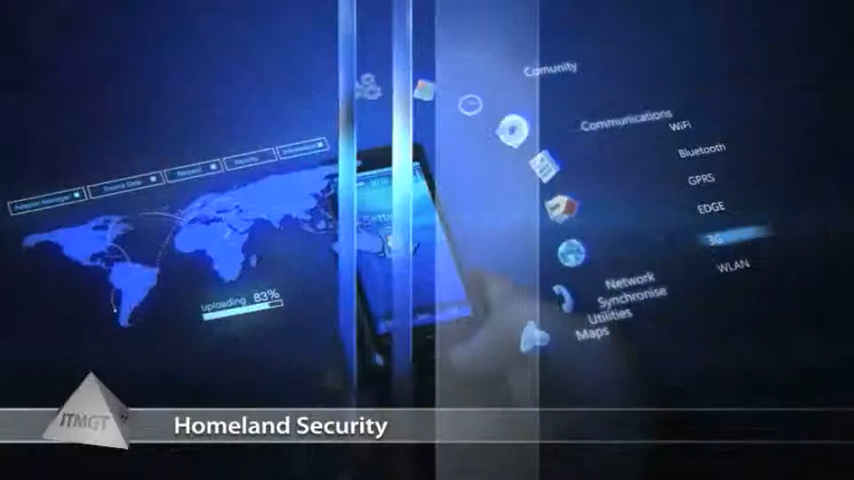 Comunity
Communications
WiFi
Bluetooth
GPRS
EDGE
3G
WLAN
Network
Synchronise
Utilities
Maps
uploading 83%
ITMGT
Homeland Security